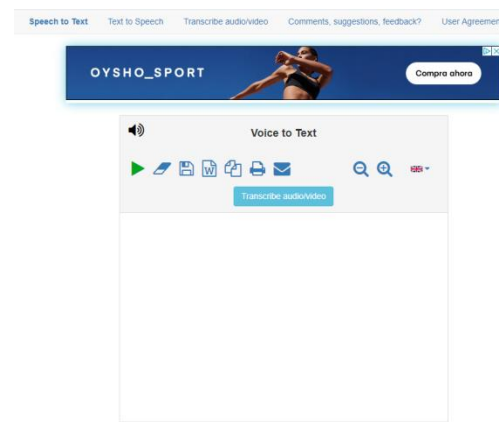 Speech to Text Text to Speech Transcribe audio/video Comments, suggestions, feedback? User Agreemen
OYSHO_SPORT
Compra ahora
Voice to Text
W
Transcribe audio/video